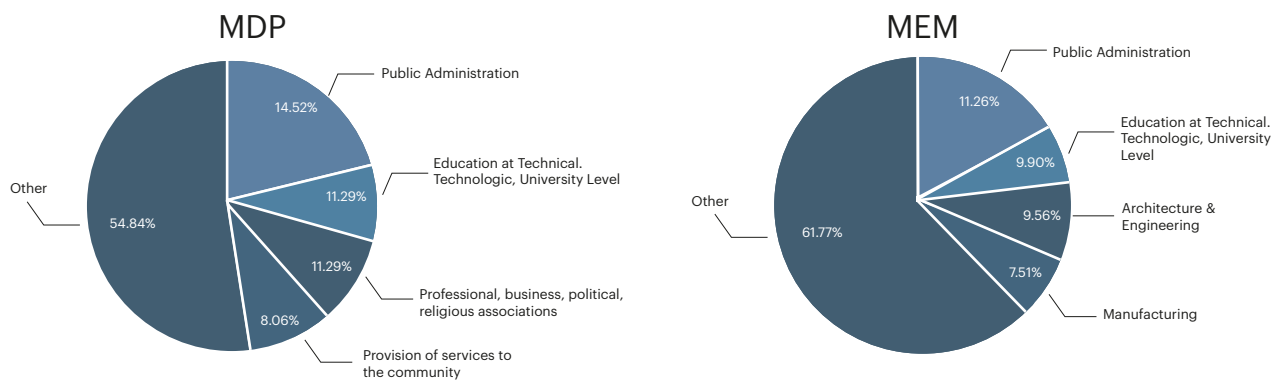 MDP
Public Administration
14.52%
Education at Technical.
Technologic, University Level
11.29%
Other
54.84%
11.29%
Professional, business, political,
religious associations
8.06%
Provision of services to
the community
MEM
Public Administration
11.26%
Education at Technical.
Technologic, University
Level
9.90%
Other
61.77%
9.56%
Architecture &
Engineering
7.51%
Manufacturing